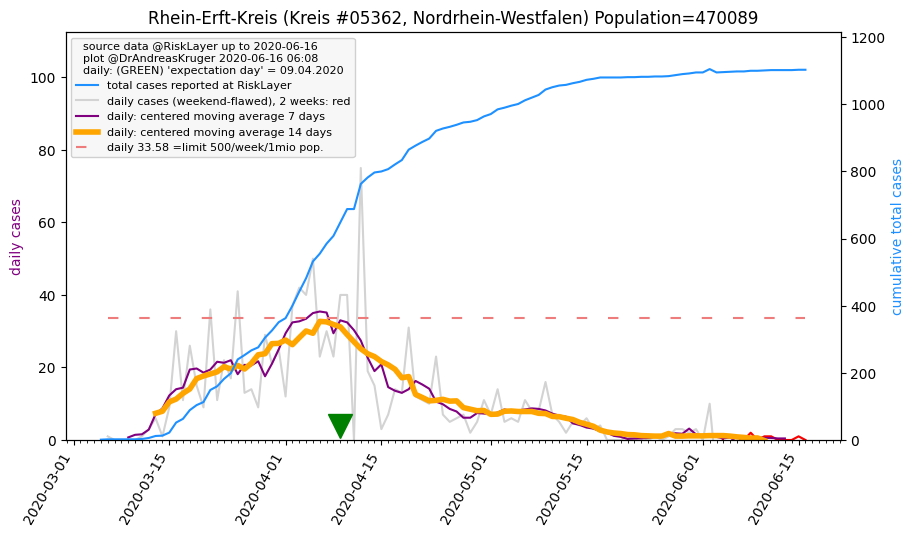 Rhein-Erft-Kreis (Kreis #05362, Nordrhein-Westfalen) Population=470089
source data @RiskLayer up to 2020-06-16
plot @DrAndreasKruger 2020-06-16 06:08
daily: (GREEN) 'expectation day' = 09.04.2020
total cases reported at RiskLayer
daily cases (weekend-flawed), 2 weeks: red
daily: centered moving average 7 days
daily: centered moving average 14 days
daily 33.58 =limit 500/week/1mio pop.
daily cases
100
80
60
40
20
0
cumulative total cases
1200
1000
800
600
400
200
0
2020-03-01
2020-03-15
2020-04-01
2020-04-15
2020-05-01
2020-05-15
2020-06-01
2020-06-15